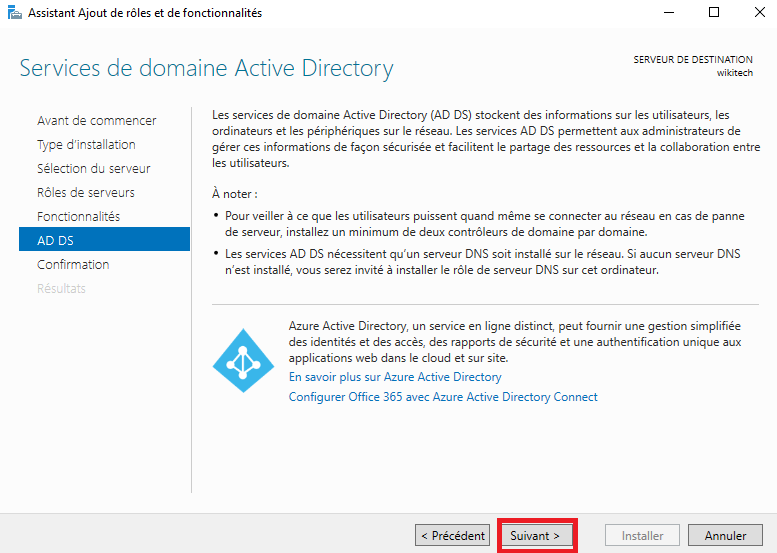 Assistant Ajout de rôles et de fonctionnalités
Services de domaine Active Directory
SERVEUR DE DESTINATION
wikitech
Avant de commencer
Type d'installation
Sélection du serveur
Rôles de serveurs
Fonctionnalités
AD DS
Confirmation
Résultats
Les services de domaine Active Directory (AD DS) stockent des informations sur les utilisateurs, les
ordinateurs et les périphériques sur le réseau. Les services AD DS permettent aux administrateurs de
gérer ces informations de façon sécurisée et facilitent le partage des ressources et la collaboration entre
les utilisateurs.
À noter :
• Pour veiller à ce que les utilisateurs puissent quand même se connecter au réseau en cas de panne
de serveur, installez un minimum de deux contrôleurs de domaine par domaine.
• Les services AD DS nécessitent qu'un serveur DNS soit installé sur le réseau. Si aucun serveur DNS
n'est installé, vous serez invité à installer le rôle de serveur DNS sur cet ordinateur.
Azure Active Directory, un service en ligne distinct, peut fournir une gestion simplifiée
des identités et des accès, des rapports de sécurité et une authentification unique aux
applications web dans le cloud et sur site.
En savoir plus sur Azure Active Directory
Configurer Office 365 avec Azure Active Directory Connect
< Précédent
Suivant >
Installer
Annuler